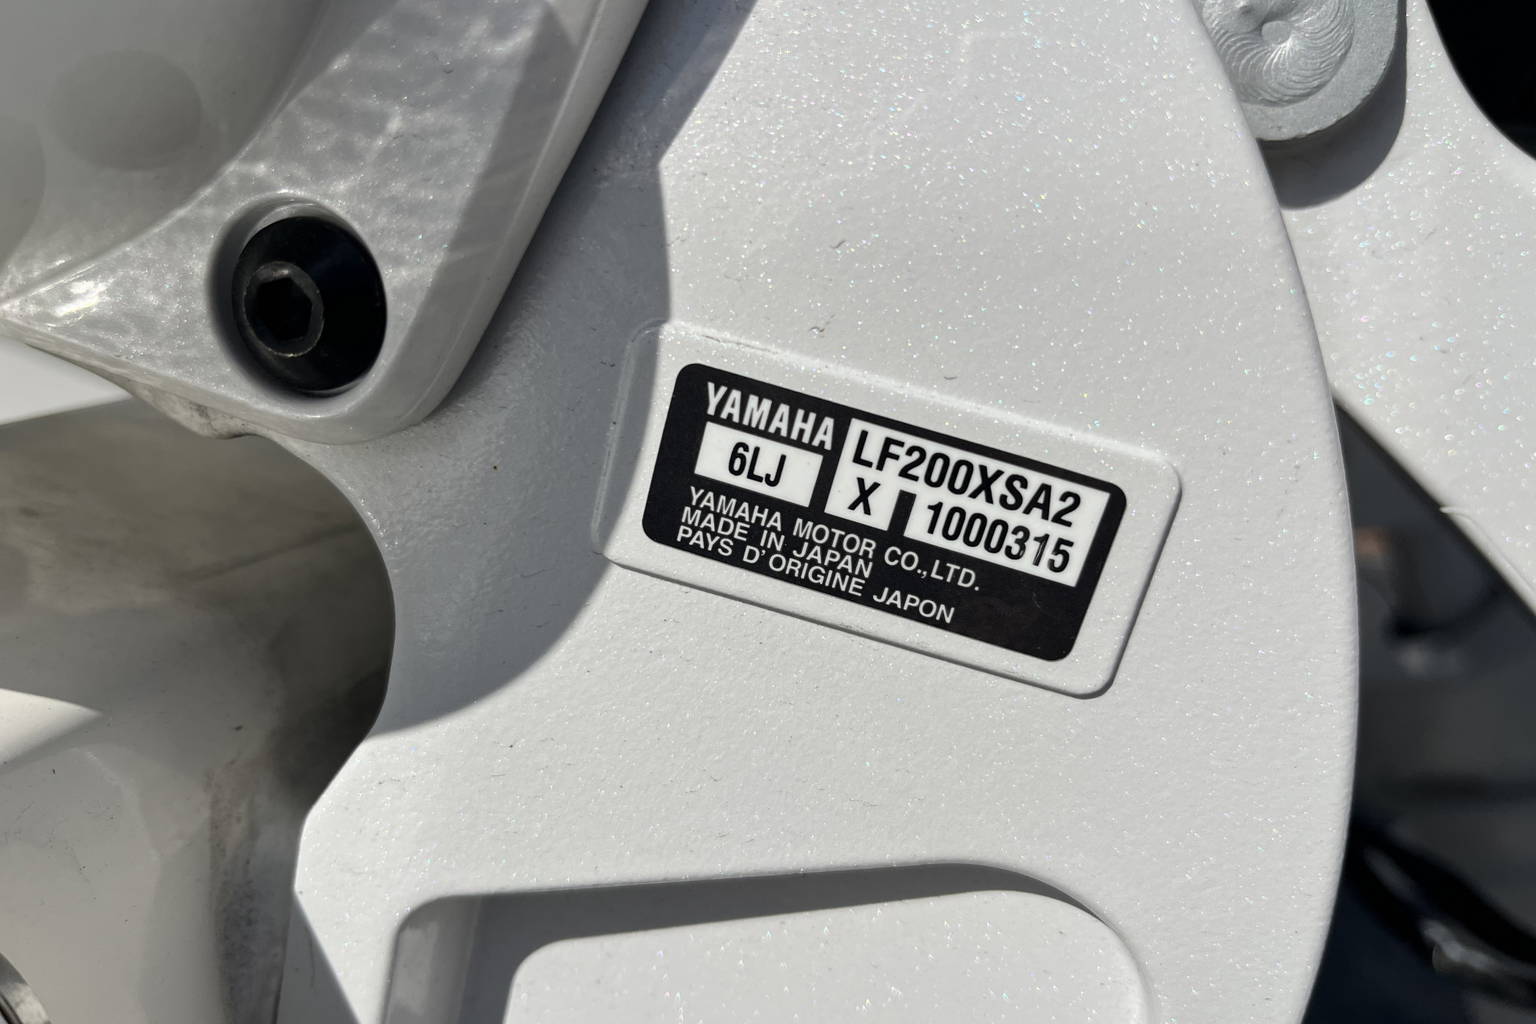 YAMAHA
LF200XSA2
6LJ
X 1000315
YAMAHA MOTOR CO.,LTD.
MADE IN JAPAN
PAYS D'ORIGINE JAPON